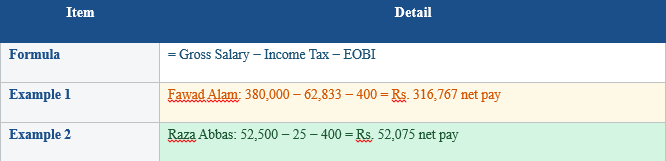 Item Detail
Formula = Gross Salary – Income Tax – EOBI
Example 1 Fawad Alam: 380,000 – 62,833 – 400 = Rs. 316,767 net pay
Example 2 Raza Abbas: 52,500 – 25 – 400 = Rs. 52,075 net pay